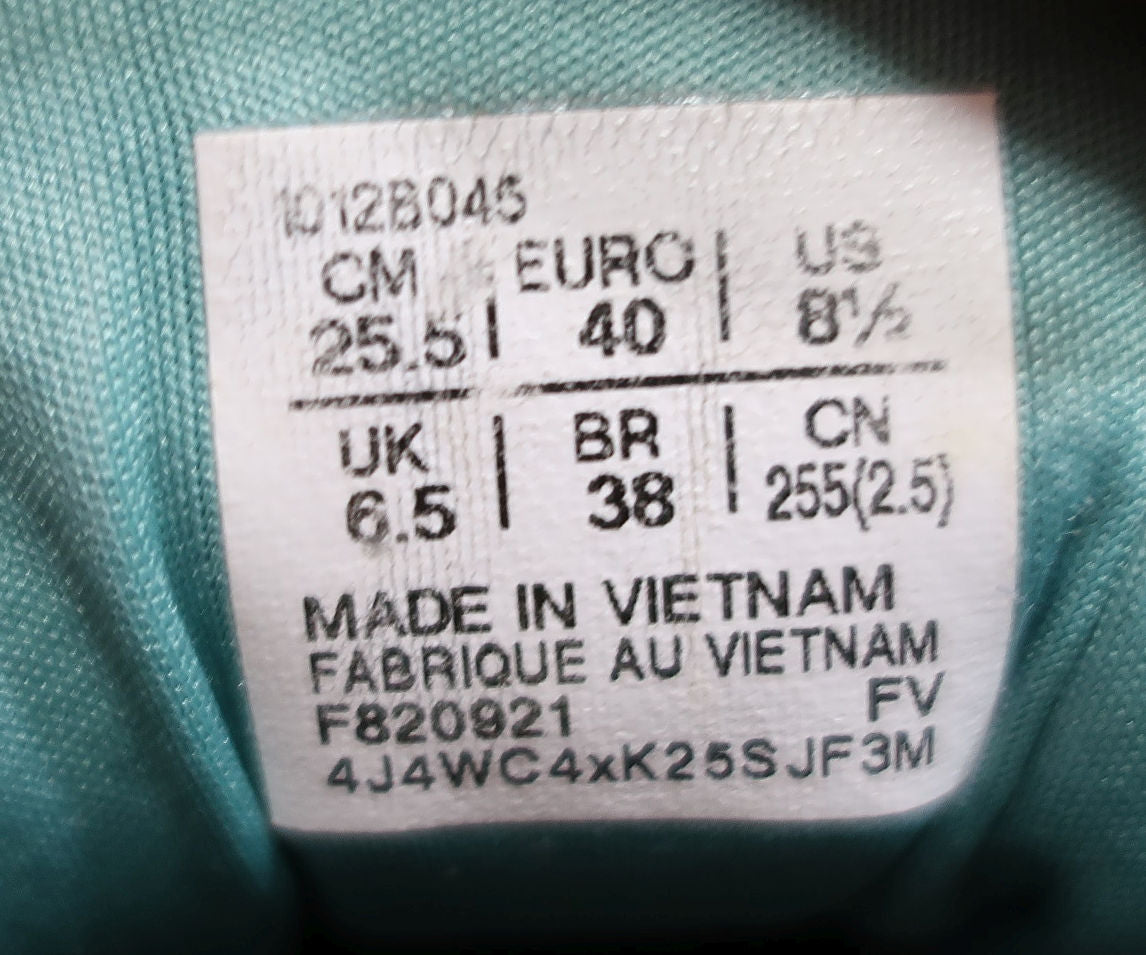 1012B045
CM | EURO | US
25.5 | 40 | 8½
UK | BR | CN
6.5 | 38 | 255(2.5)
MADE IN VIETNAM
FABRIQUE AU VIETNAM
F820921 FV
4J4WC4xK25SJF3M